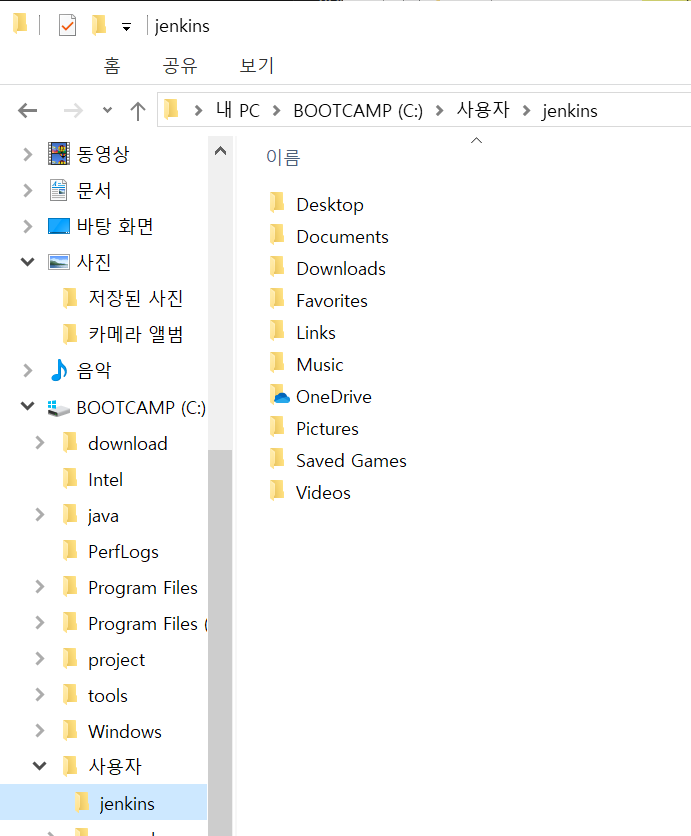 jenkins
홈 공유 보기
내 PC BOOTCAMP (C:) 사용자 jenkins
동영상
문서
바탕 화면
사진
저장된 사진
카메라 앨범
음악
BOOTCAMP (C:)
download
Intel
java
PerfLogs
Program Files
Program Files (
project
tools
Windows
사용자
jenkins
이름
Desktop
Documents
Downloads
Favorites
Links
Music
OneDrive
Pictures
Saved Games
Videos